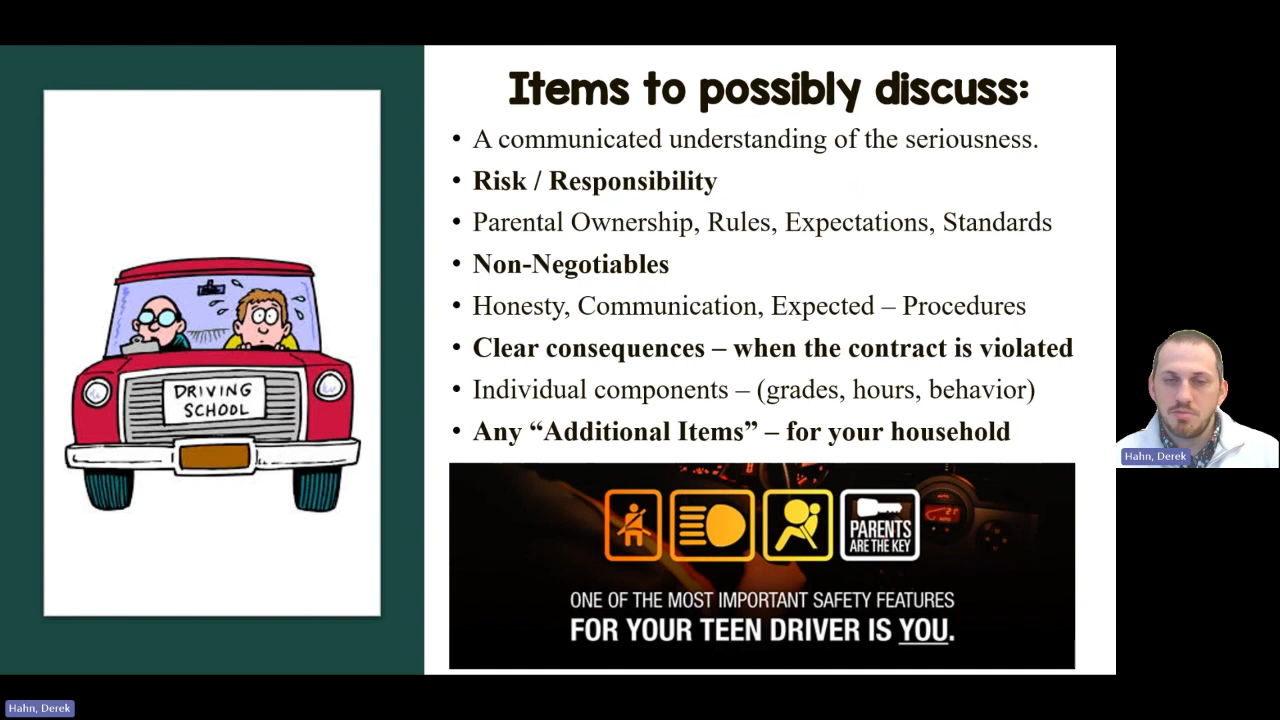 Items to possibly discuss:
• A communicated understanding of the seriousness.
• Risk / Responsibility
• Parental Ownership, Rules, Expectations, Standards
• Non-Negotiables
• Honesty, Communication, Expected – Procedures
• Clear consequences – when the contract is violated
• Individual components – (grades, hours, behavior)
• Any “Additional Items” – for your household
DRIVING
SCHOOL
PARENTS
ARE THE KEY
ONE OF THE MOST IMPORTANT SAFETY FEATURES
FOR YOUR TEEN DRIVER IS YOU.
Hahn, Derek
Hahn, Derek